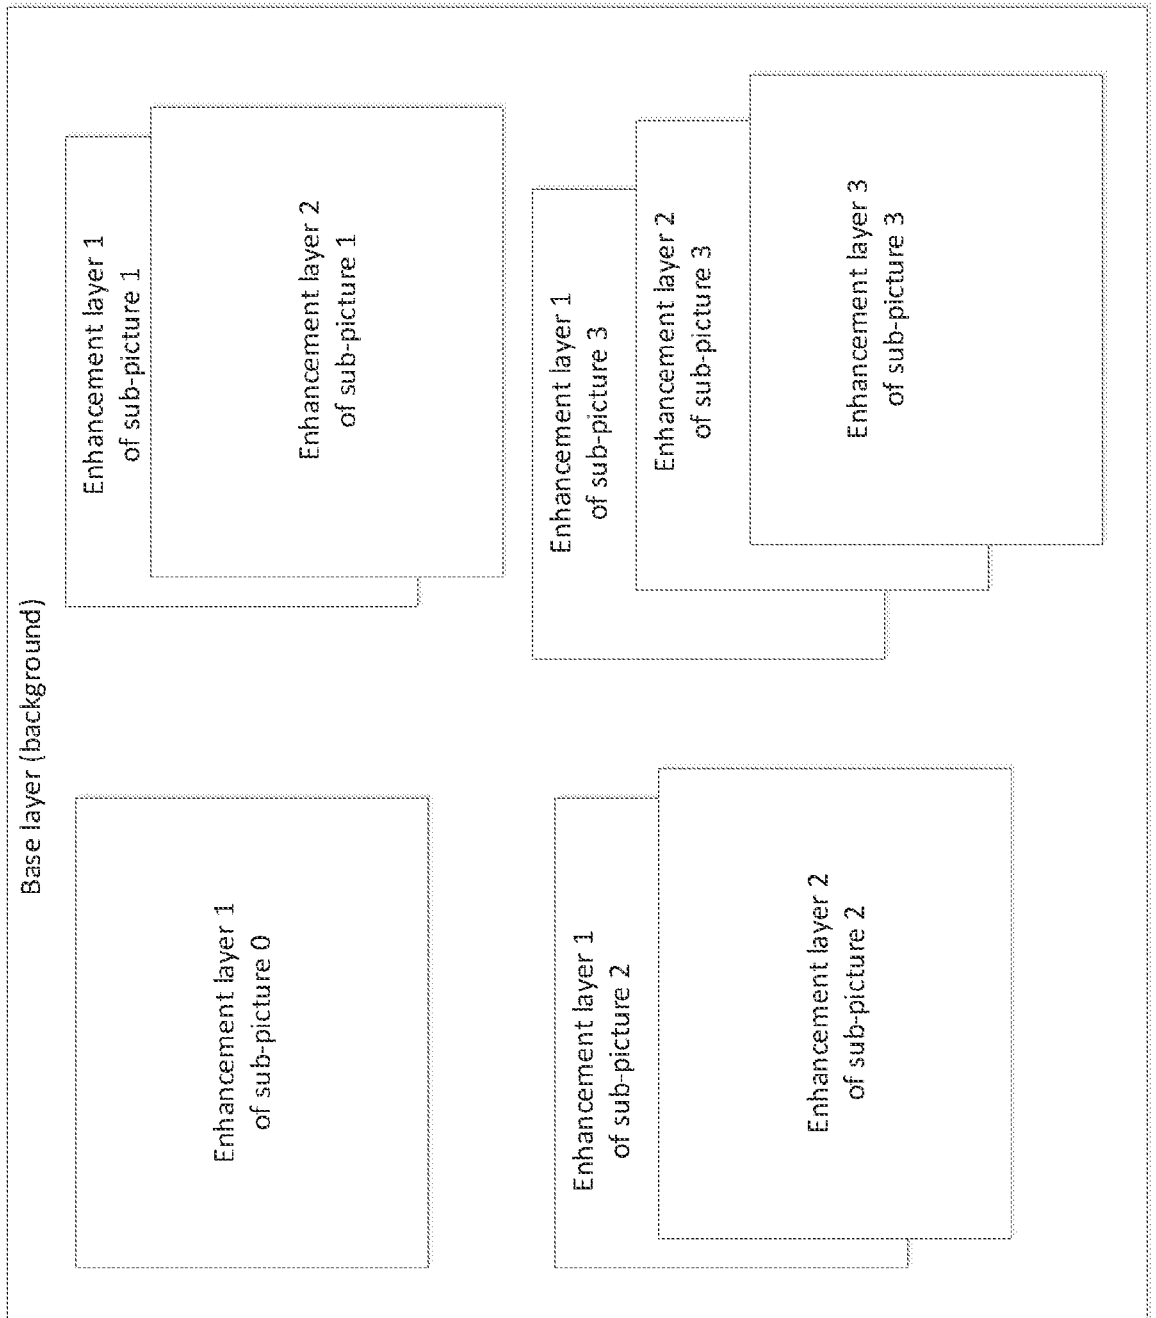 Base layer (background)
Enhancement layer 1
of sub-picture 0
Enhancement layer 1
of sub-picture 1
Enhancement layer 2
of sub-picture 1
Enhancement layer 1
of sub-picture 2
Enhancement layer 2
of sub-picture 2
Enhancement layer 1
of sub-picture 3
Enhancement layer 2
of sub-picture 3
Enhancement layer 3
of sub-picture 3